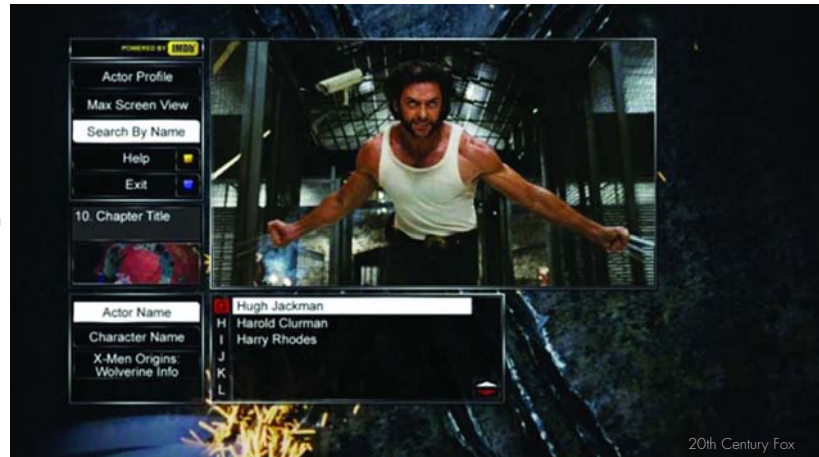 POWERED BY IMDb
Actor Profile
Max Screen View
Search By Name
Help
Exit
10. Chapter Title
Actor Name
Character Name
X-Men Origins:
Wolverine Info
G Hugh Jackman
H Harold Clurman
I Harry Rhodes
J
K
L
20th Century Fox